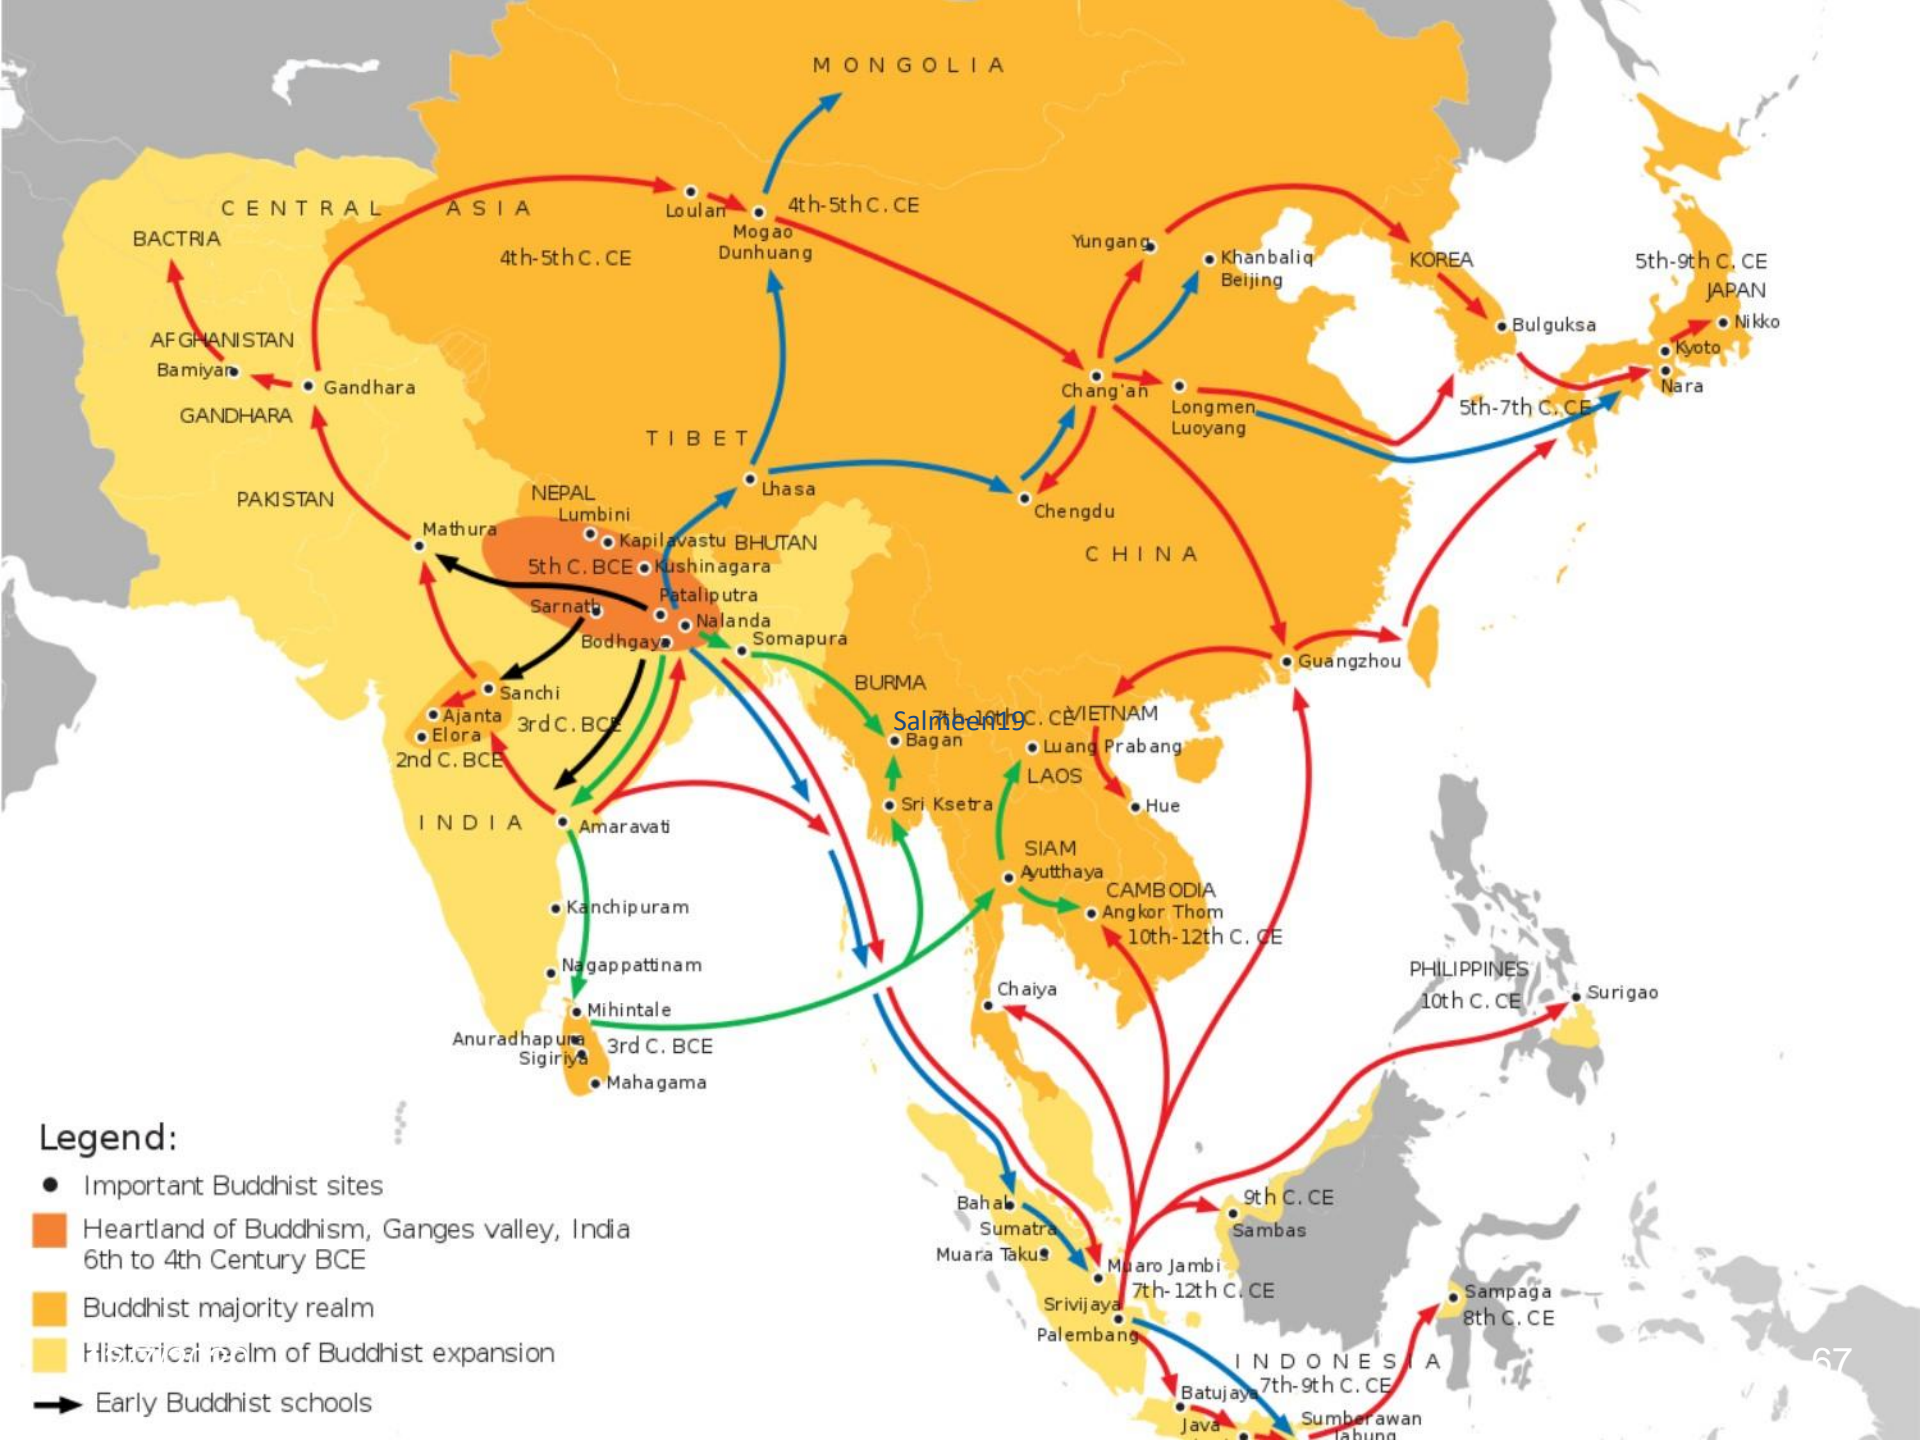 MONGOLIA
CENTRAL ASIA
BACTRIA
Loulan
4th-5th C. CE
Mogao
Dunhuang
4th-5th C. CE
Yungang
Khanbaliq
Beijing
KOREA
5th-9th C. CE
JAPAN
Nikko
Bulguksa
Kyoto
Nara
5th-7th C. CE
AFGHANISTAN
Bamiyan
Gandhara
GANDHARA
Chang'an
Longmen
Luoyang
TIBET
Lhasa
PAKISTAN
NEPAL
Lumbini
Mathura
Kapilavastu
BHUTAN
Chengdu
CHINA
5th C. BCE
Kushinagara
Pataliputra
Sarnath
Nalanda
Bodhgaya
Somapura
Guangzhou
BURMA
Sanchi
Ajanta
Elora
3rd C. BCE
2nd C. BCE
7th-10th C. CE
Salmeen19
VIETNAM
Bagan
Luang Prabang
LAOS
Sri Ksetra
Hue
INDIA
Amaravati
SIAM
Ayutthaya
CAMBODIA
Angkor Thom
10th-12th C. CE
Kanchipuram
Nagappattinam
Chaiya
PHILIPPINES
10th C. CE
Surigao
Mihintale
Anuradhapura
Sigiriya
3rd C. BCE
Mahagama
Bahal
Sumatra
Muara Takus
Muaro Jambi
7th-12th C. CE
Srivijaya
Palembang
9th C. CE
Sambas
Sampaga
8th C. CE
INDONESIA
7th-9th C. CE
Batujaya
Java
Sumberawan
Jabung
Legend:
Important Buddhist sites
Heartland of Buddhism, Ganges valley, India
6th to 4th Century BCE
Buddhist majority realm
Historical realm of Buddhist expansion
Early Buddhist schools
67